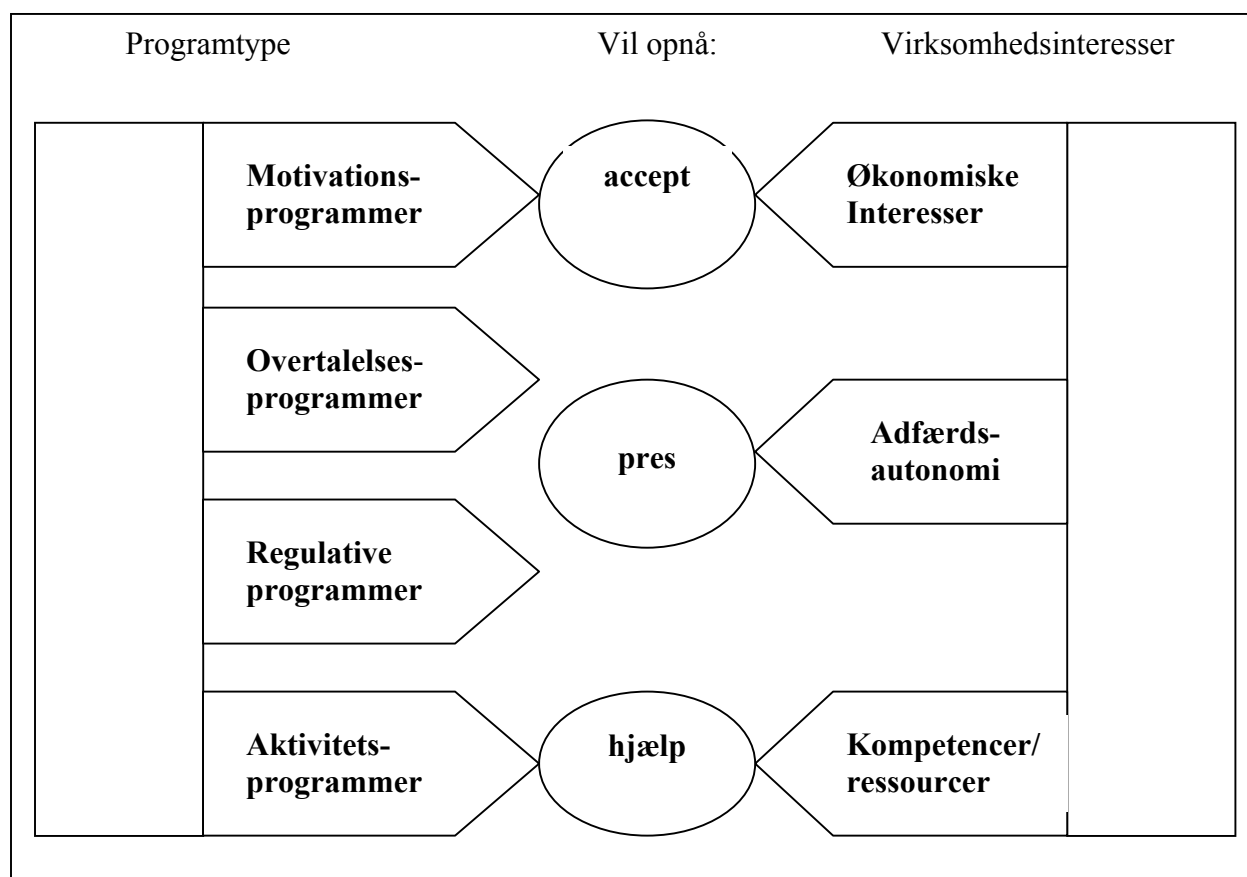 Programtype Vil opnå: Virksomhedsinteresser
Motivations-
programmer
accept
Økonomiske
Interesser
Overtalelses-
programmer
pres
Adfærds-
autonomi
Regulative
programmer
Aktivitets-
programmer
hjælp
Kompetencer/
ressourcer